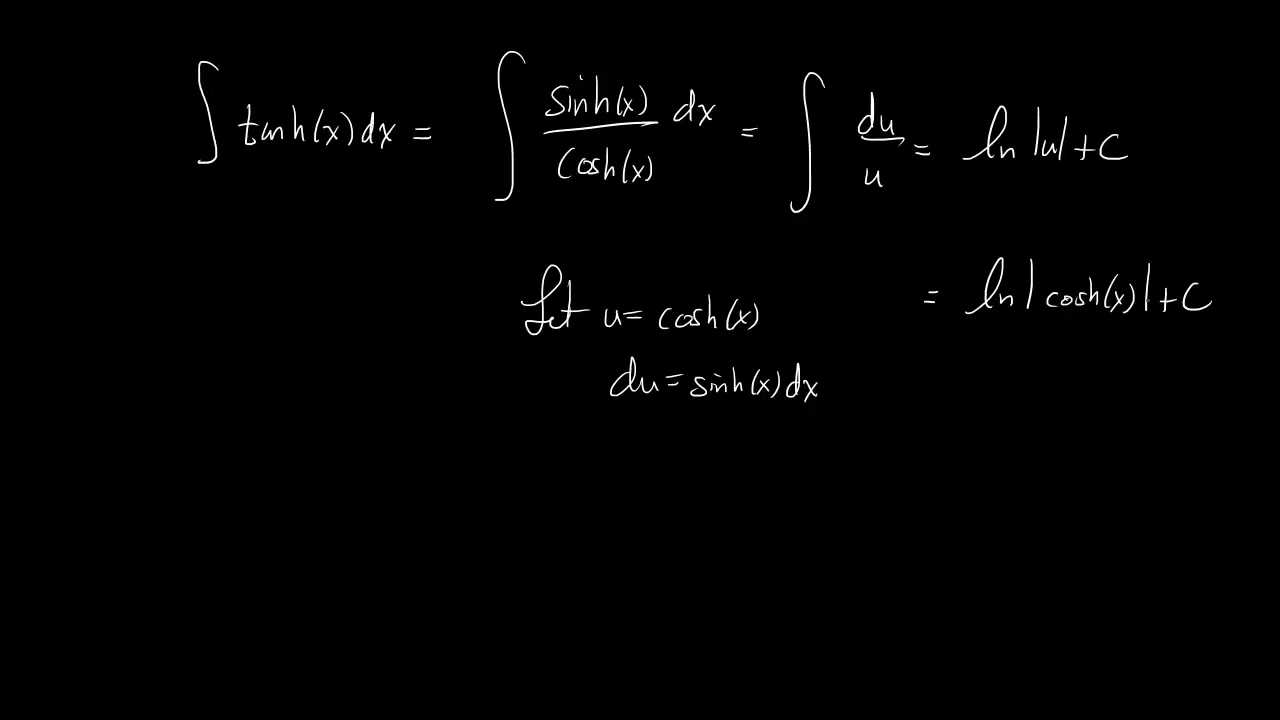 ∫ tanh(x) dx = ∫ sinh(x)/cosh(x) dx = ∫ du/u = ln |u| + C
Let u = cosh(x)
= ln | cosh(x) | + C
du = sinh(x) dx